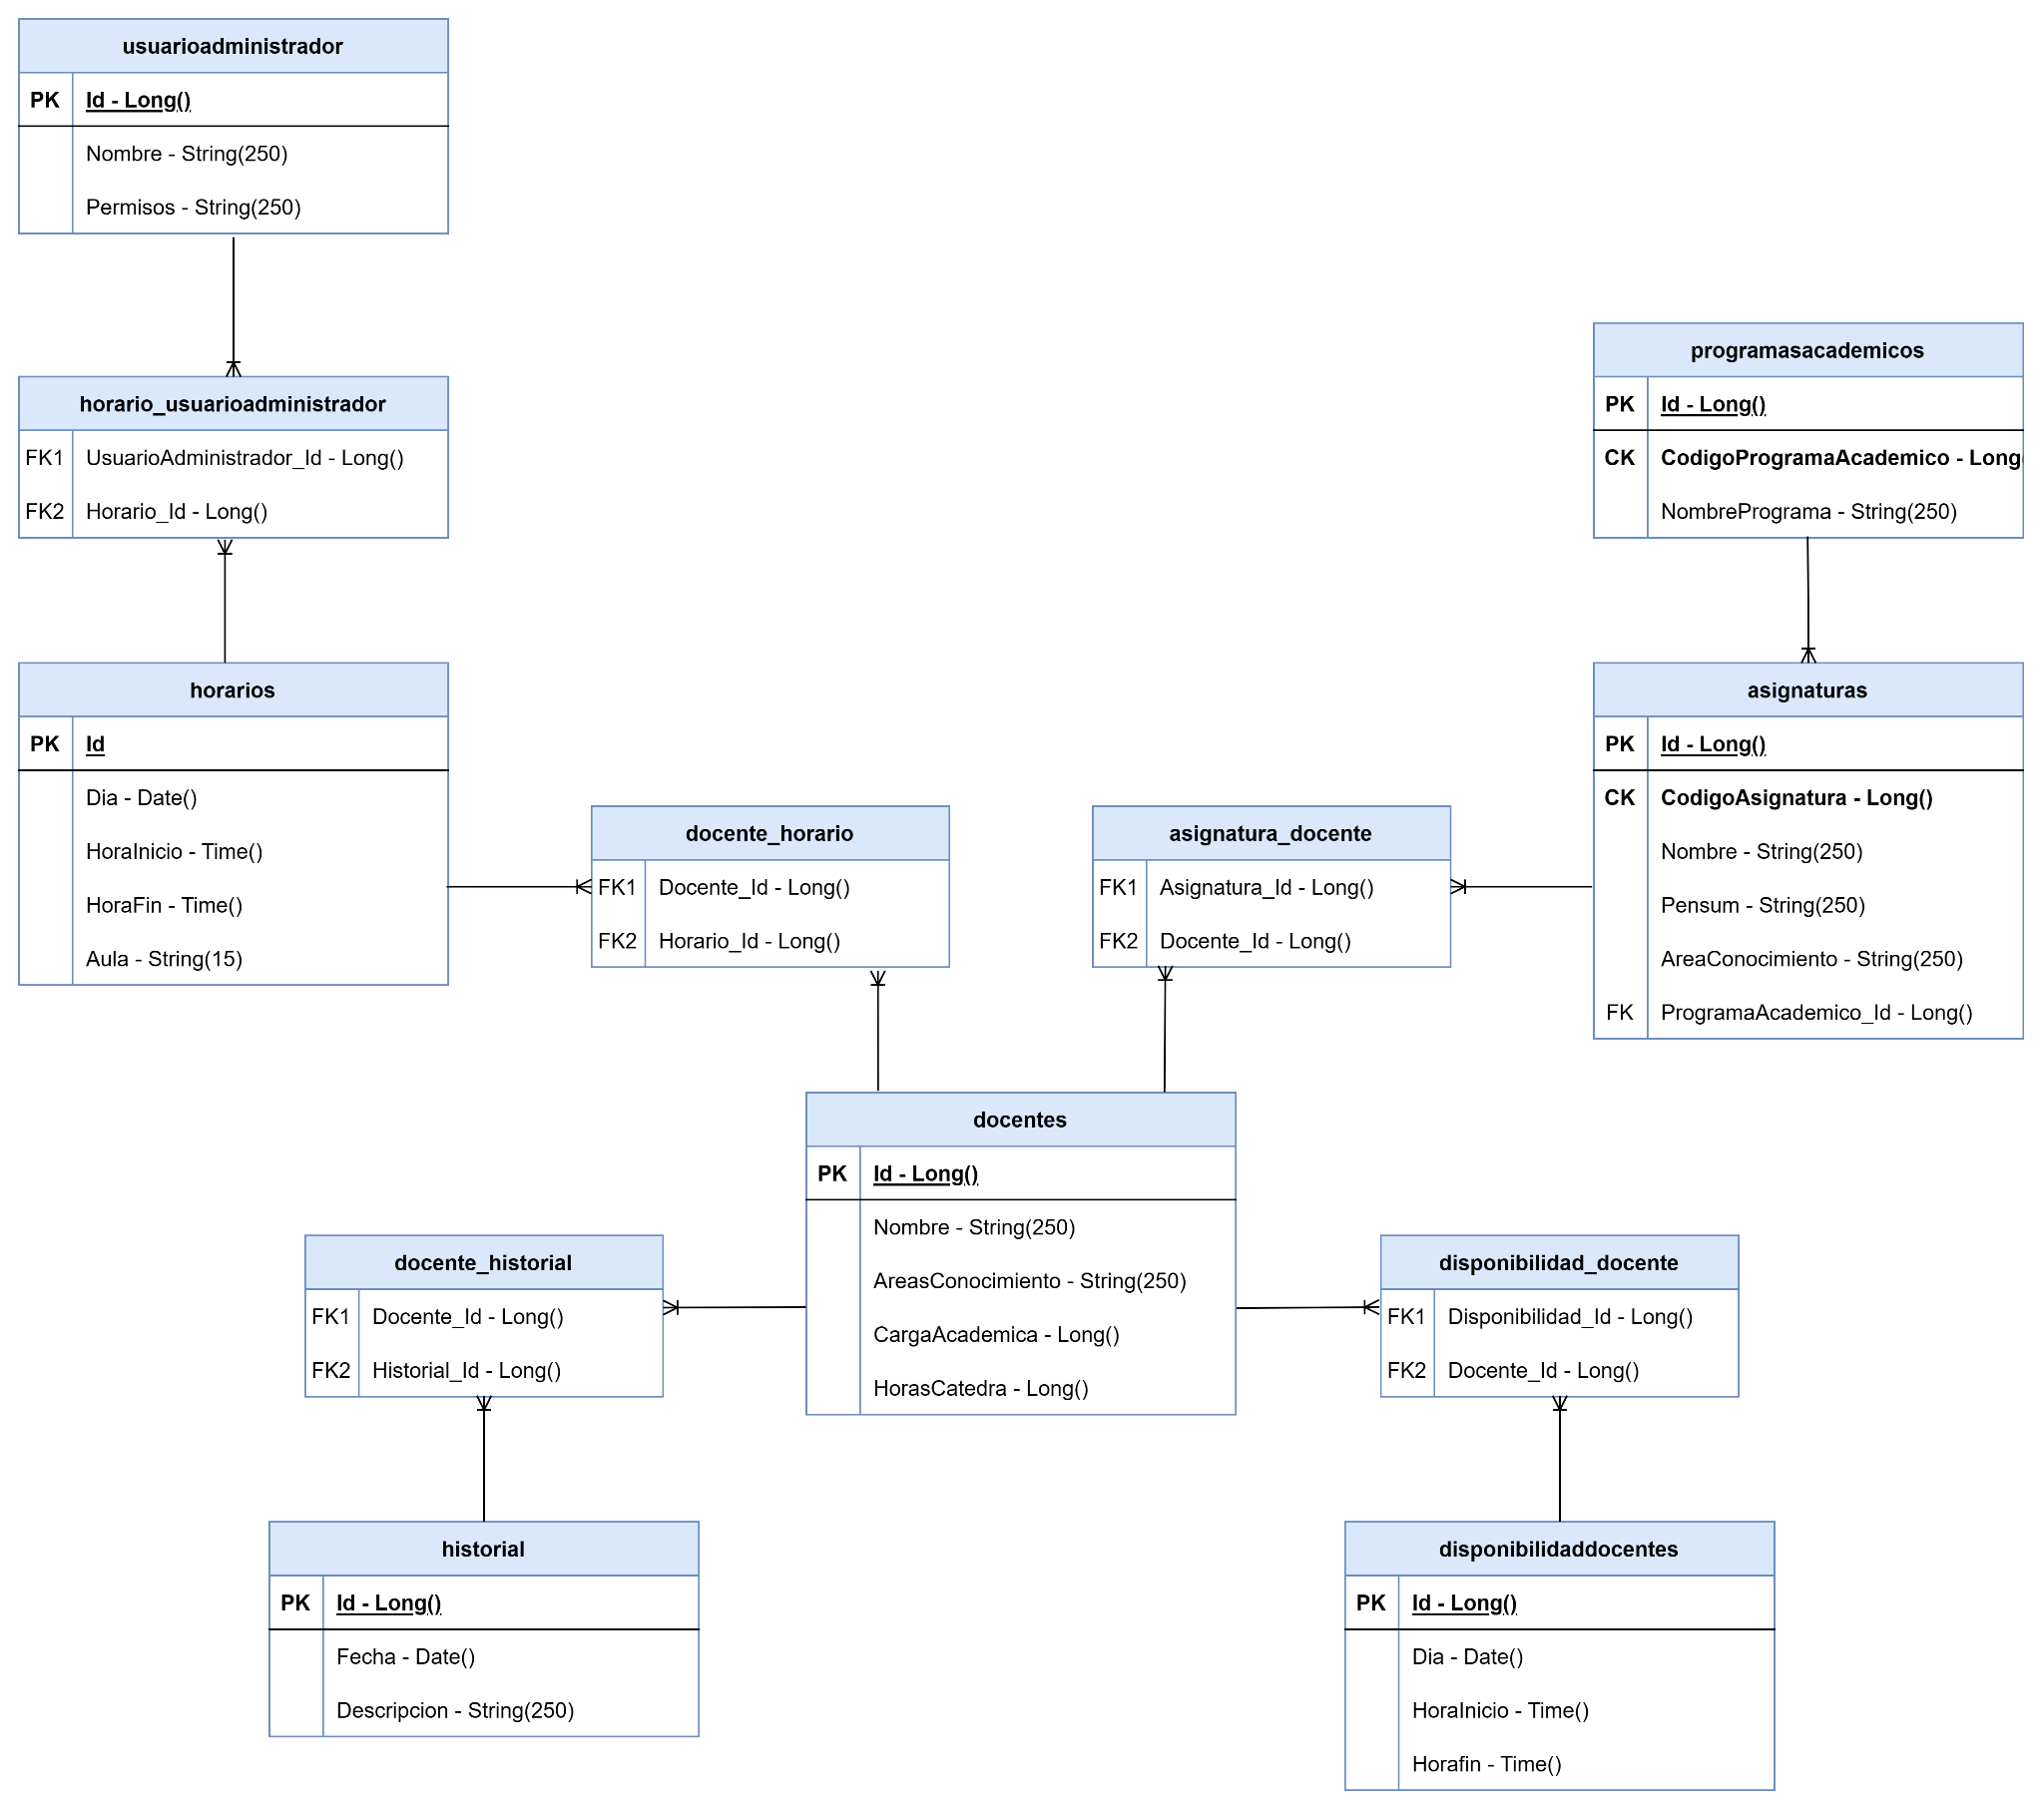 usuarioadministrador
PK Id - Long()
Nombre - String(250)
Permisos - String(250)
horario_usuarioadministrador
FK1 UsuarioAdministrador_Id - Long()
FK2 Horario_Id - Long()
programasacademicos
PK Id - Long()
CK CodigoProgramaAcademico - Long(
NombrePrograma - String(250)
horarios
PK Id
Dia - Date()
HoraInicio - Time()
HoraFin - Time()
Aula - String(15)
asignaturas
PK Id - Long()
CK CodigoAsignatura - Long()
Nombre - String(250)
Pensum - String(250)
AreaConocimiento - String(250)
FK ProgramaAcademico_Id - Long()
docente_horario
FK1 Docente_Id - Long()
FK2 Horario_Id - Long()
asignatura_docente
FK1 Asignatura_Id - Long()
FK2 Docente_Id - Long()
docentes
PK Id - Long()
Nombre - String(250)
AreasConocimiento - String(250)
CargaAcademica - Long()
HorasCatedra - Long()
docente_historial
FK1 Docente_Id - Long()
FK2 Historial_Id - Long()
disponibilidad_docente
FK1 Disponibilidad_Id - Long()
FK2 Docente_Id - Long()
historial
PK Id - Long()
Fecha - Date()
Descripcion - String(250)
disponibilidaddocentes
PK Id - Long()
Dia - Date()
HoraInicio - Time()
Horafin - Time()